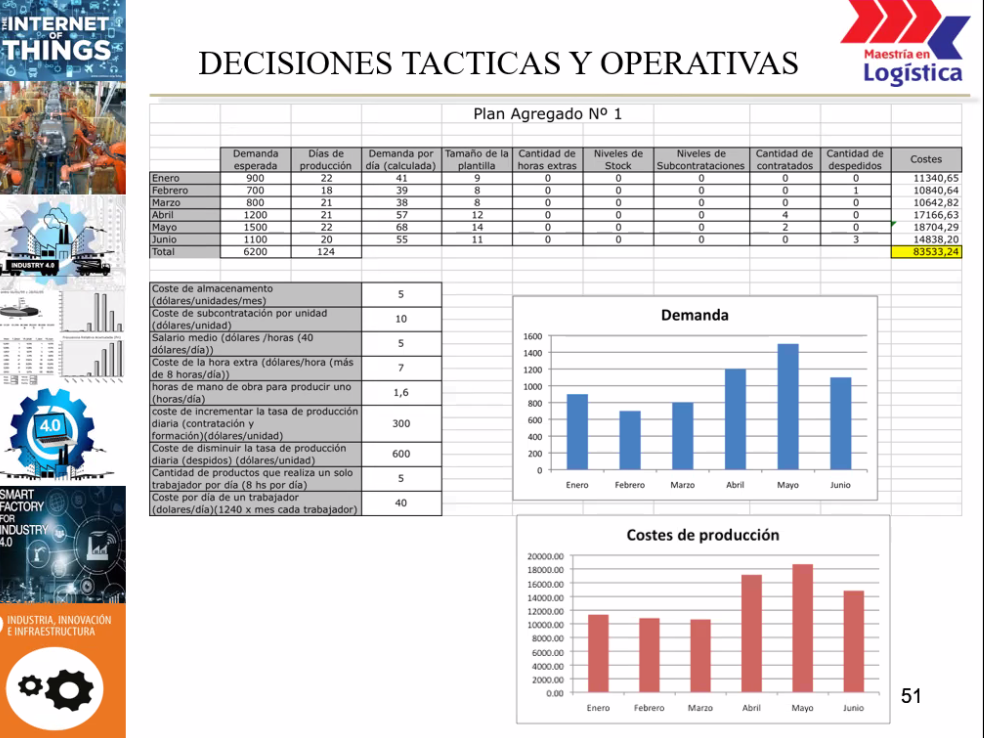 THE
INTERNET
OF
THINGS
DECISIONES TACTICAS Y OPERATIVAS
Maestría en
Logística
Plan Agregado Nº 1
Demanda esperada	Días de producción	Demanda por día (calculada)	Tamaño de la plantilla	Cantidad de horas extras	Niveles de Stock	Niveles de Subcontrataciones	Cantidad de contratados	Cantidad de despedidos	Costes
Enero	900	22	41	9	0	0	0	0	0	11340,65
Febrero	700	18	39	8	0	0	0	0	1	10840,64
Marzo	800	21	38	8	0	0	0	0	0	10642,82
Abril	1200	21	57	12	0	0	0	4	0	17166,63
Mayo	1500	22	68	14	0	0	0	2	0	18704,29
Junio	1100	20	55	11	0	0	0	0	3	14838,20
Total	6200	124	83533,24
Coste de almacenamiento
(dólares/unidades/mes)	5
Coste de subcontratación por unidad
(dólares/unidad)	10
Salario medio (dólares /horas (40
dólares/día))	5
Coste de la hora extra (dólares/hora (más
de 8 horas/día))	7
horas de mano de obra para producir uno
(horas/día)	1,6
coste de incrementar la tasa de producción
diaria (contratación y
formación)(dólares/unidad)	300
Coste de disminuir la tasa de producción
diaria (despidos) (dólares/unidad)	600
Cantidad de productos que realiza un solo
trabajador por día (8 hs por día)	5
Coste por día de un trabajador
(dolares/día)(1240 x mes cada trabajador)	40
Demanda
1600
1400
1200
1000
800
600
400
200
0
Enero	Febrero	Marzo	Abril	Mayo	Junio
Costes de producción
20000.00
18000.00
16000.00
14000.00
12000.00
10000.00
8000.00
6000.00
4000.00
2000.00
0.00
Enero	Febrero	Marzo	Abril	Mayo	Junio
51
INDUSTRY 4.0
4.0
SMART
FACTORY
FOR
INDUSTRY
4.0
INDUSTRIA, INNOVACIÓN
E INFRAESTRUCTURA